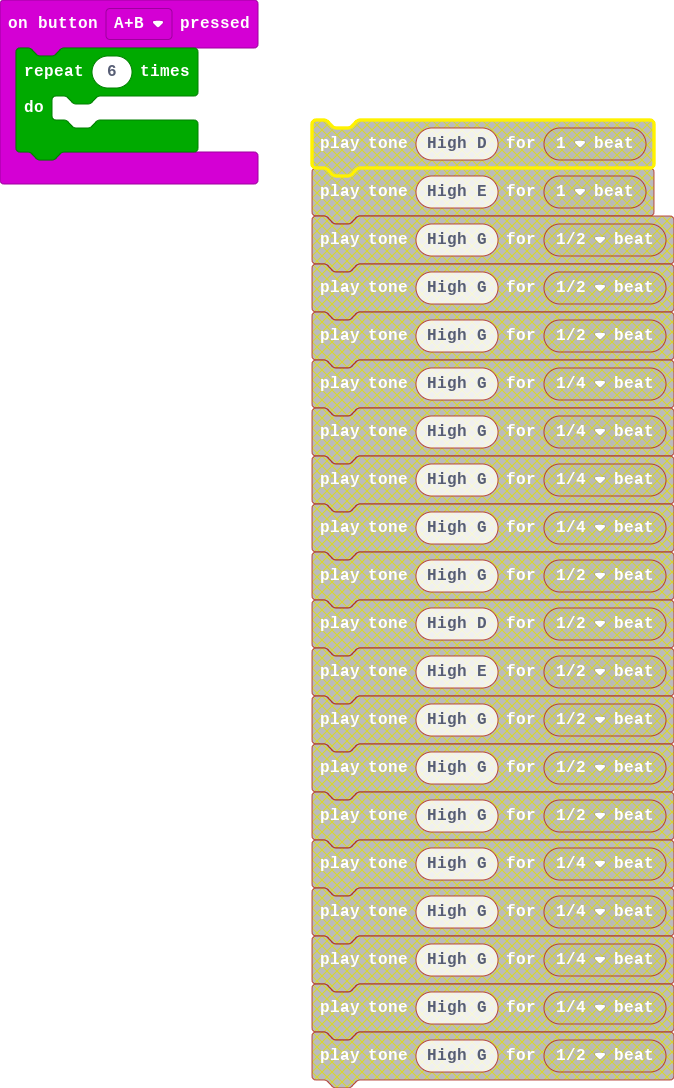 on button A+B pressed
repeat 6 times
do
play tone High D for 1 beat
play tone High E for 1 beat
play tone High G for 1/2 beat
play tone High G for 1/2 beat
play tone High G for 1/2 beat
play tone High G for 1/4 beat
play tone High G for 1/4 beat
play tone High G for 1/4 beat
play tone High G for 1/4 beat
play tone High G for 1/2 beat
play tone High D for 1/2 beat
play tone High E for 1/2 beat
play tone High G for 1/2 beat
play tone High G for 1/2 beat
play tone High G for 1/2 beat
play tone High G for 1/4 beat
play tone High G for 1/4 beat
play tone High G for 1/4 beat
play tone High G for 1/4 beat
play tone High G for 1/2 beat